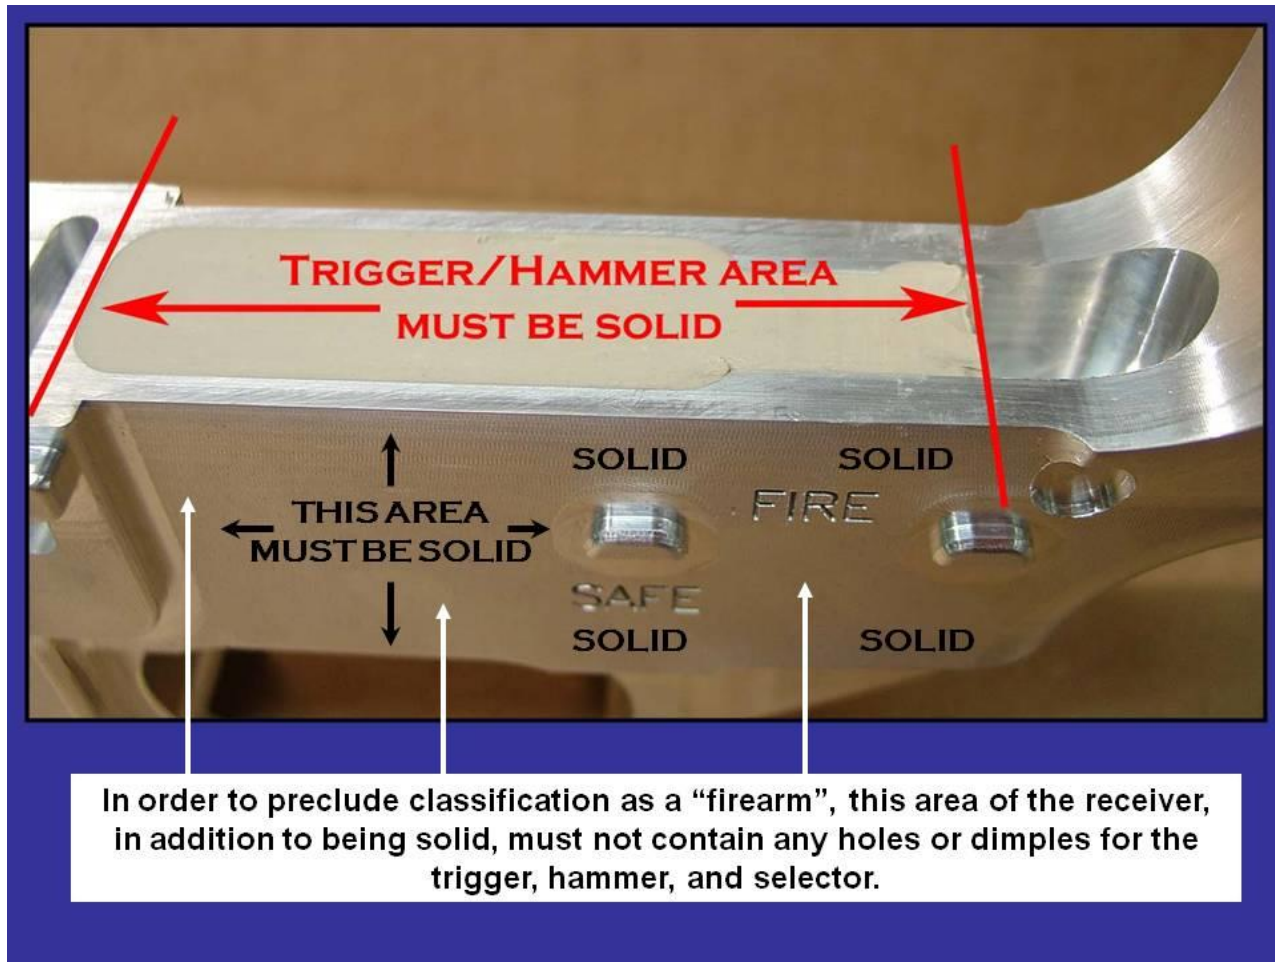 TRIGGER/HAMMER AREA
MUST BE SOLID
SOLID SOLID
FIRE
THIS AREA
MUST BE SOLID
SAFE
SOLID SOLID
In order to preclude classification as a “firearm”, this area of the receiver,
in addition to being solid, must not contain any holes or dimples for the
trigger, hammer, and selector.